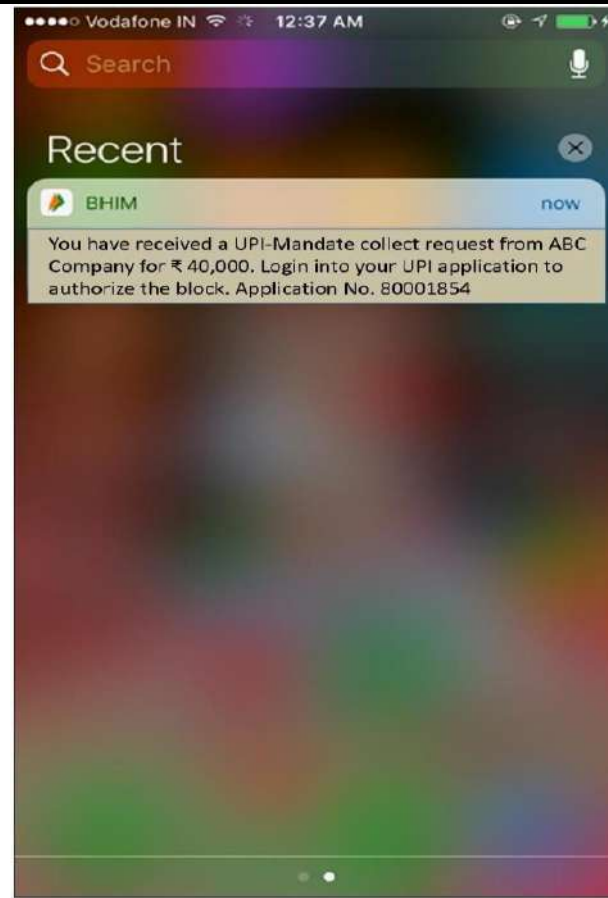 Vodafone IN 12:37 AM
Search
Recent
BHIM now
You have received a UPI-Mandate collect request from ABC
Company for ₹ 40,000. Login into your UPI application to
authorize the block. Application No. 80001854